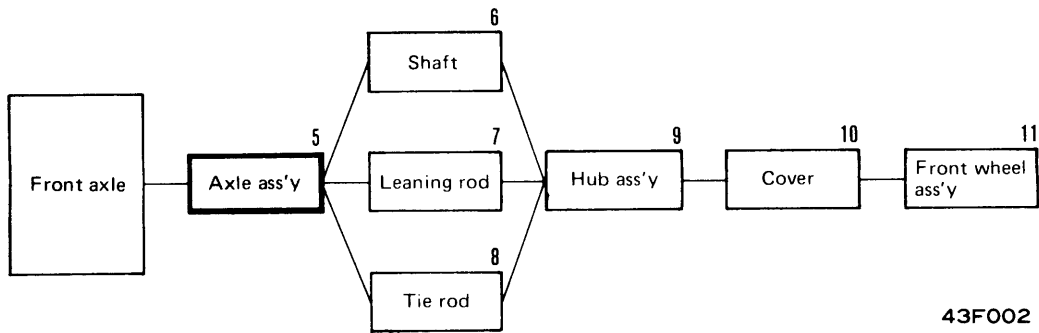 Front axle
5
Axle ass'y
6
Shaft
7
Leaning rod
8
Tie rod
9
Hub ass'y
10
Cover
11
Front wheel
ass'y
43F002